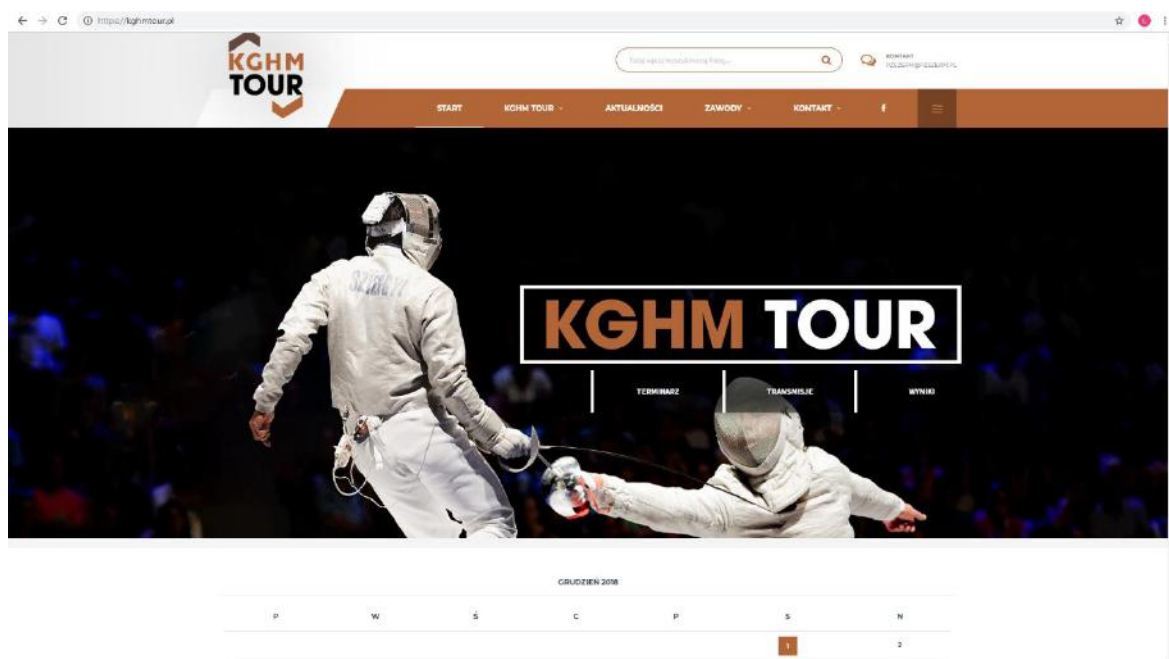 https://kghmtour.pl
KGHM
TOUR
KONTAKT
START
KGHM TOUR
AKTUALNOŚCI
ZAWODY
KONTAKT
f
KGHM TOUR
TERMINARZ
TRANSMISJE
WYNIKI
GRUDZIEŃ 2018
P W Ś C P S N
1 2